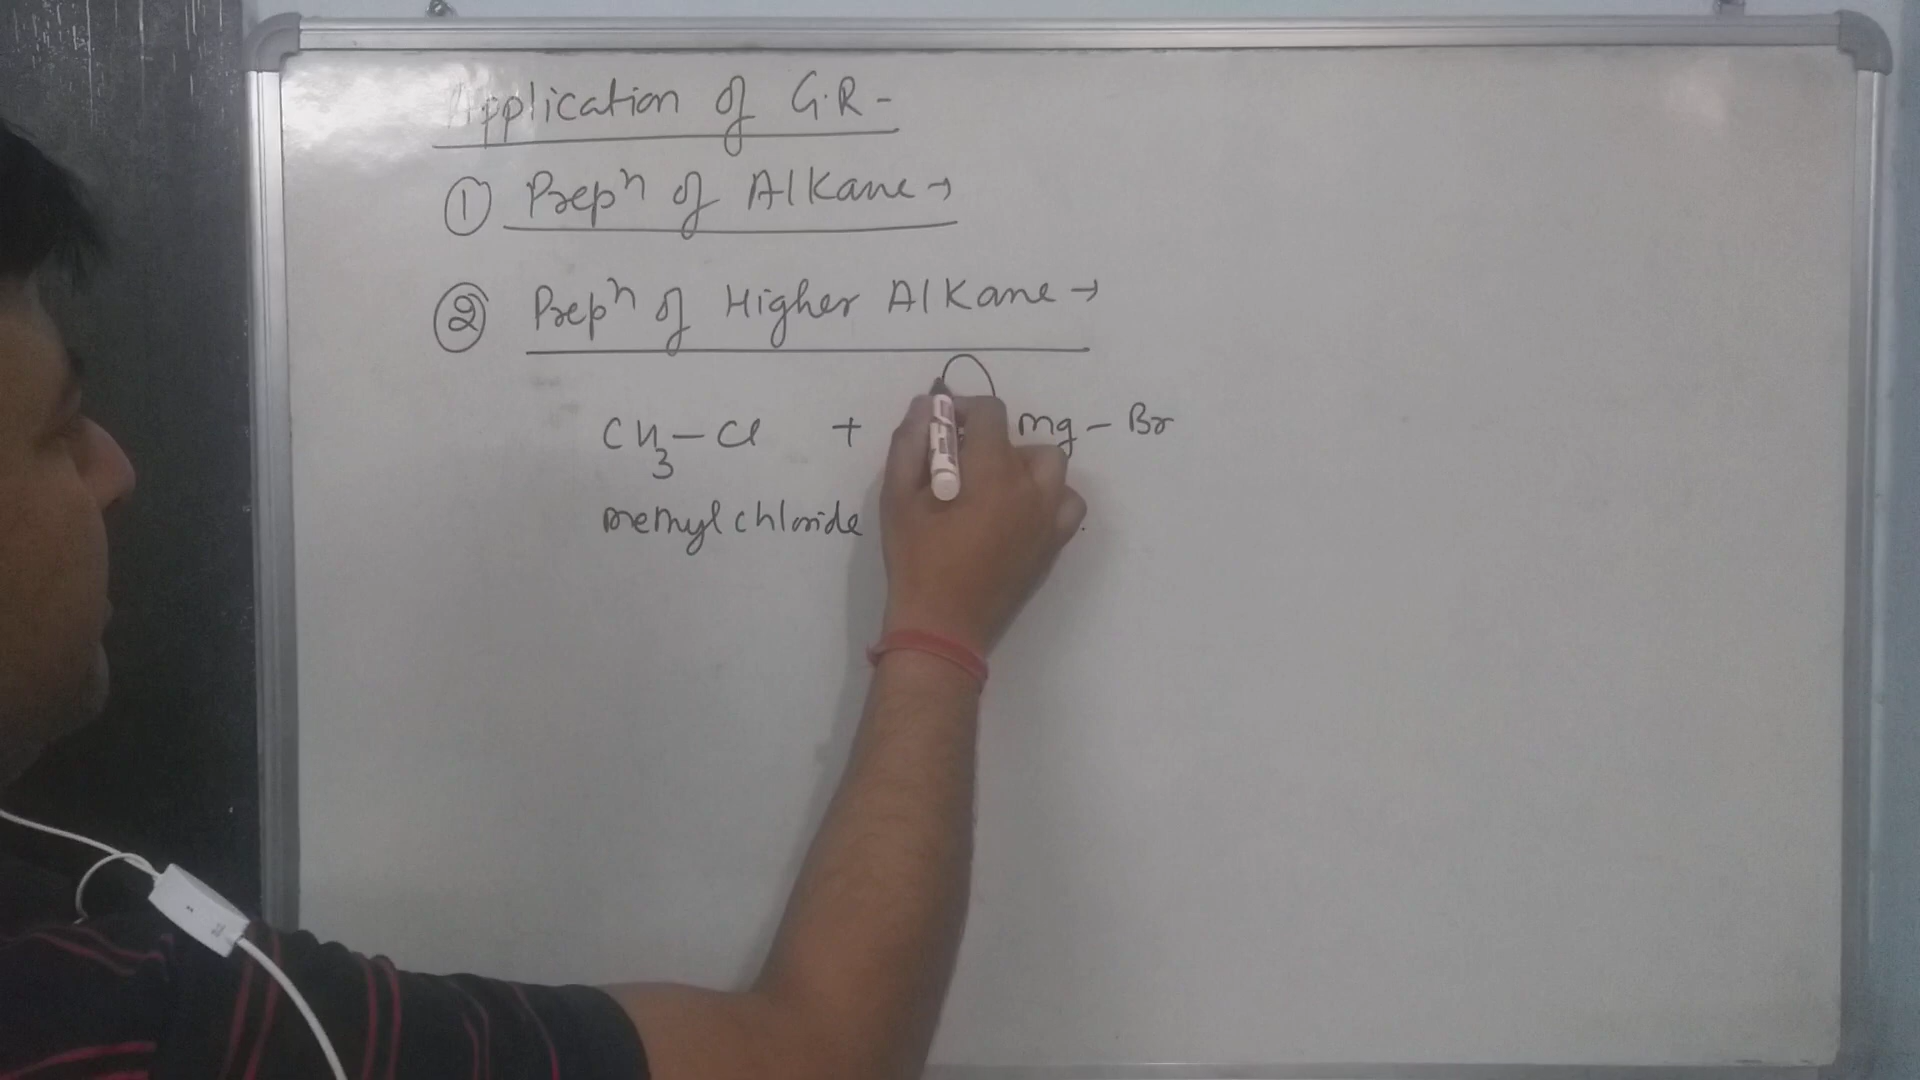 Application of G.R -
① Prepⁿ of Alkane →
② Prepⁿ of Higher Alkane →
CH₃ - Cl + mg - Br
methyl chloride